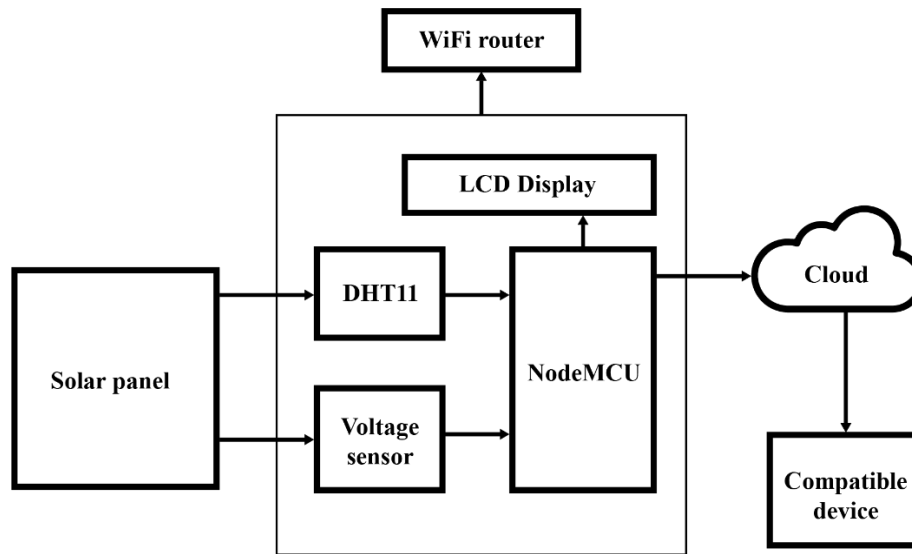 WiFi router
LCD Display
DHT11
Cloud
Solar panel
NodeMCU
Voltage
sensor
Compatible
device